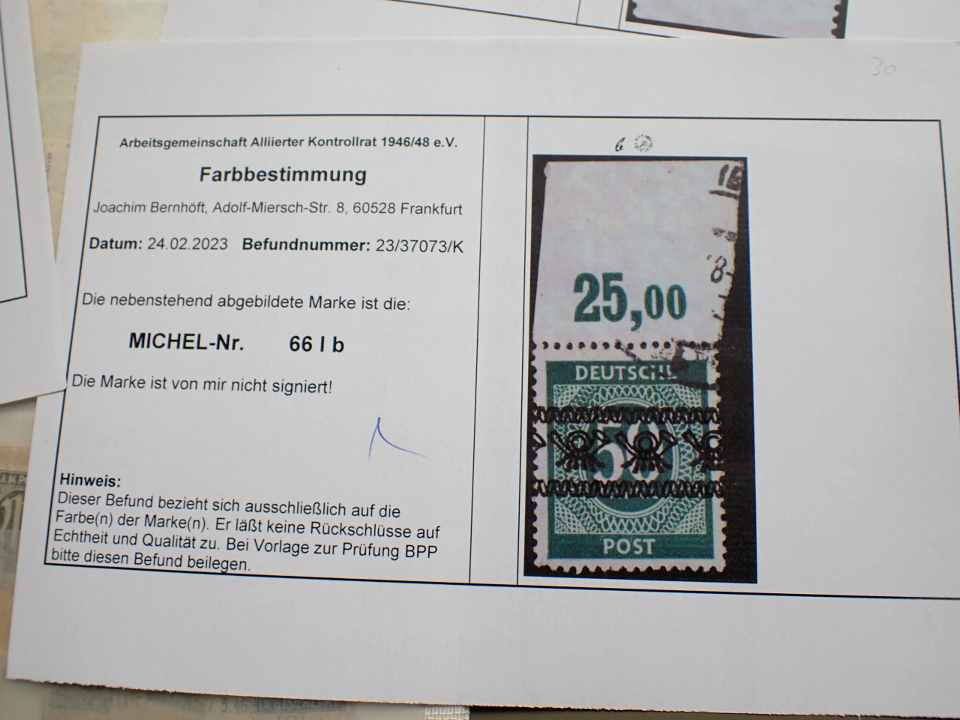 30
Arbeitsgemeinschaft Alliierter Kontrollrat 1946/48 e.V.
Farbbestimmung
Joachim Bernhöft, Adolf-Miersch-Str. 8, 60528 Frankfurt
Datum: 24.02.2023 Befundnummer: 23/37073/K
Die nebenstehend abgebildete Marke ist die:
MICHEL-Nr. 66 I b
Die Marke ist von mir nicht signiert!
Hinweis:
Dieser Befund bezieht sich ausschließlich auf die
Farbe(n) der Marke(n). Er läßt keine Rückschlüsse auf
Echtheit und Qualität zu. Bei Vorlage zur Prüfung BPP
bitte diesen Befund beilegen.
b
25,00
DEUTSCHE
50
POST